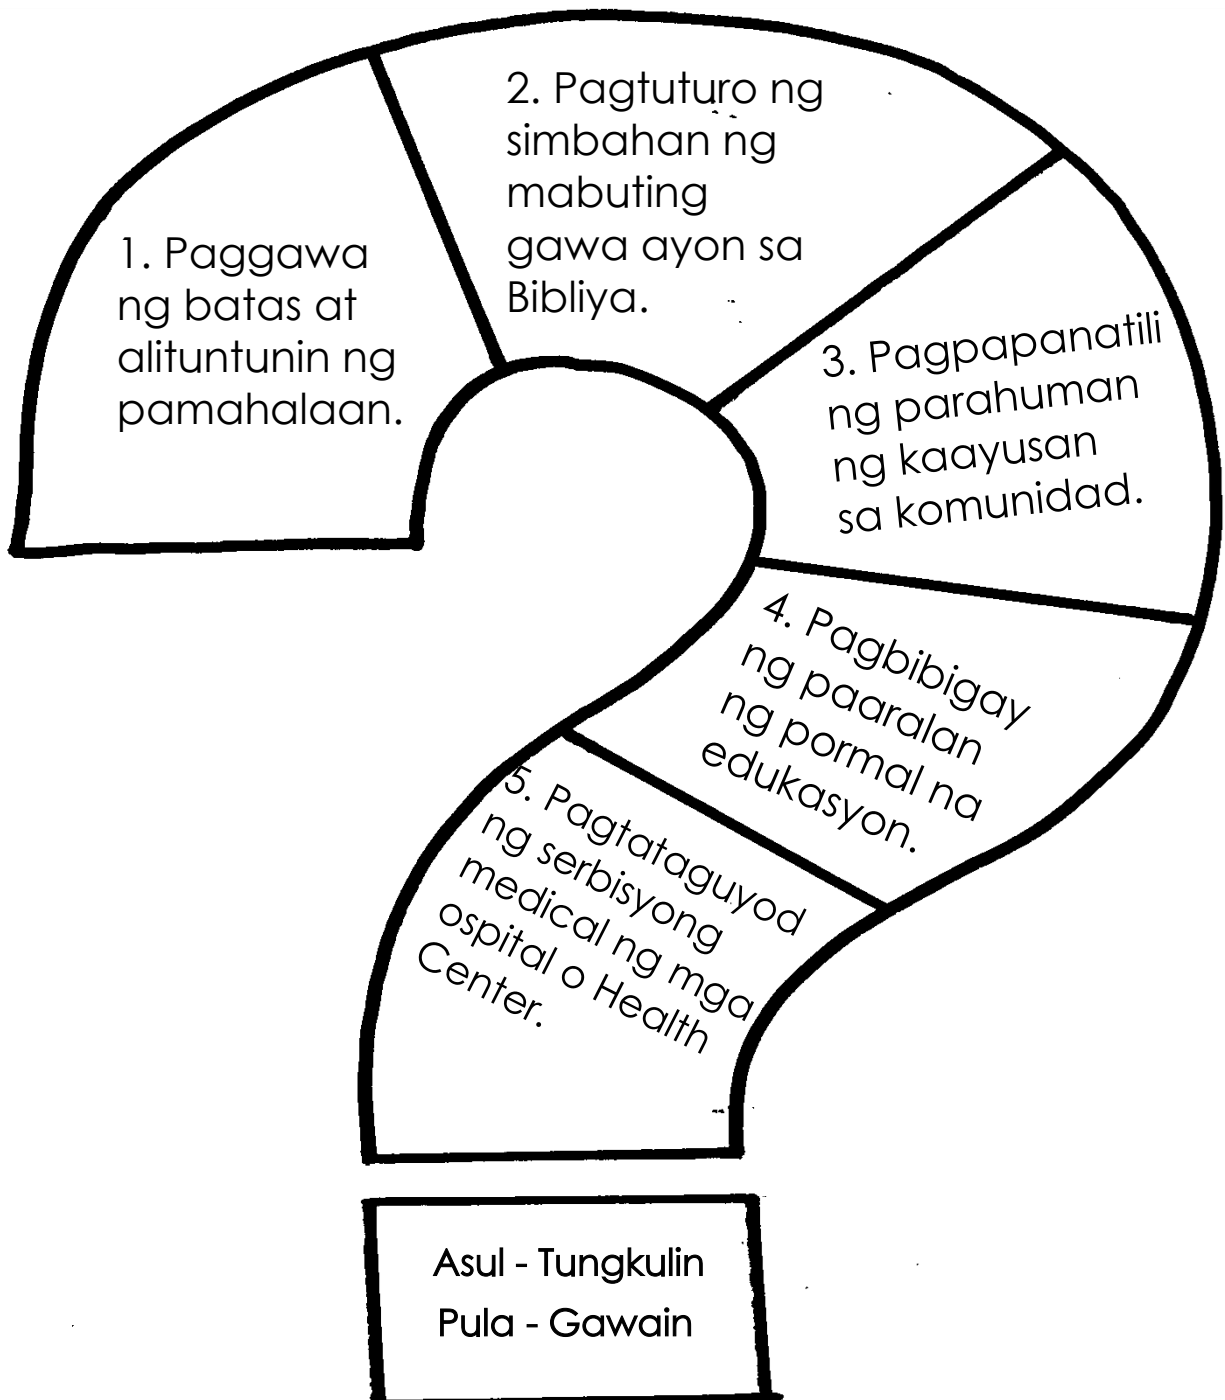 1. Paggawa
ng batas at
alituntunin ng
pamahalaan.
2. Pagtuturo ng
simbahan ng
mabuting
gawa ayon sa
Bibliya.
3. Pagpapanatili
ng parahuman
ng kaayusan
sa komunidad.
4. Pagbibigay
ng paaralan
ng pormal na
edukasyon.
5. Pagtataguyod
ng serbisyong
medical ng mga
ospital o Health
Center.
Asul - Tungkulin
Pula - Gawain